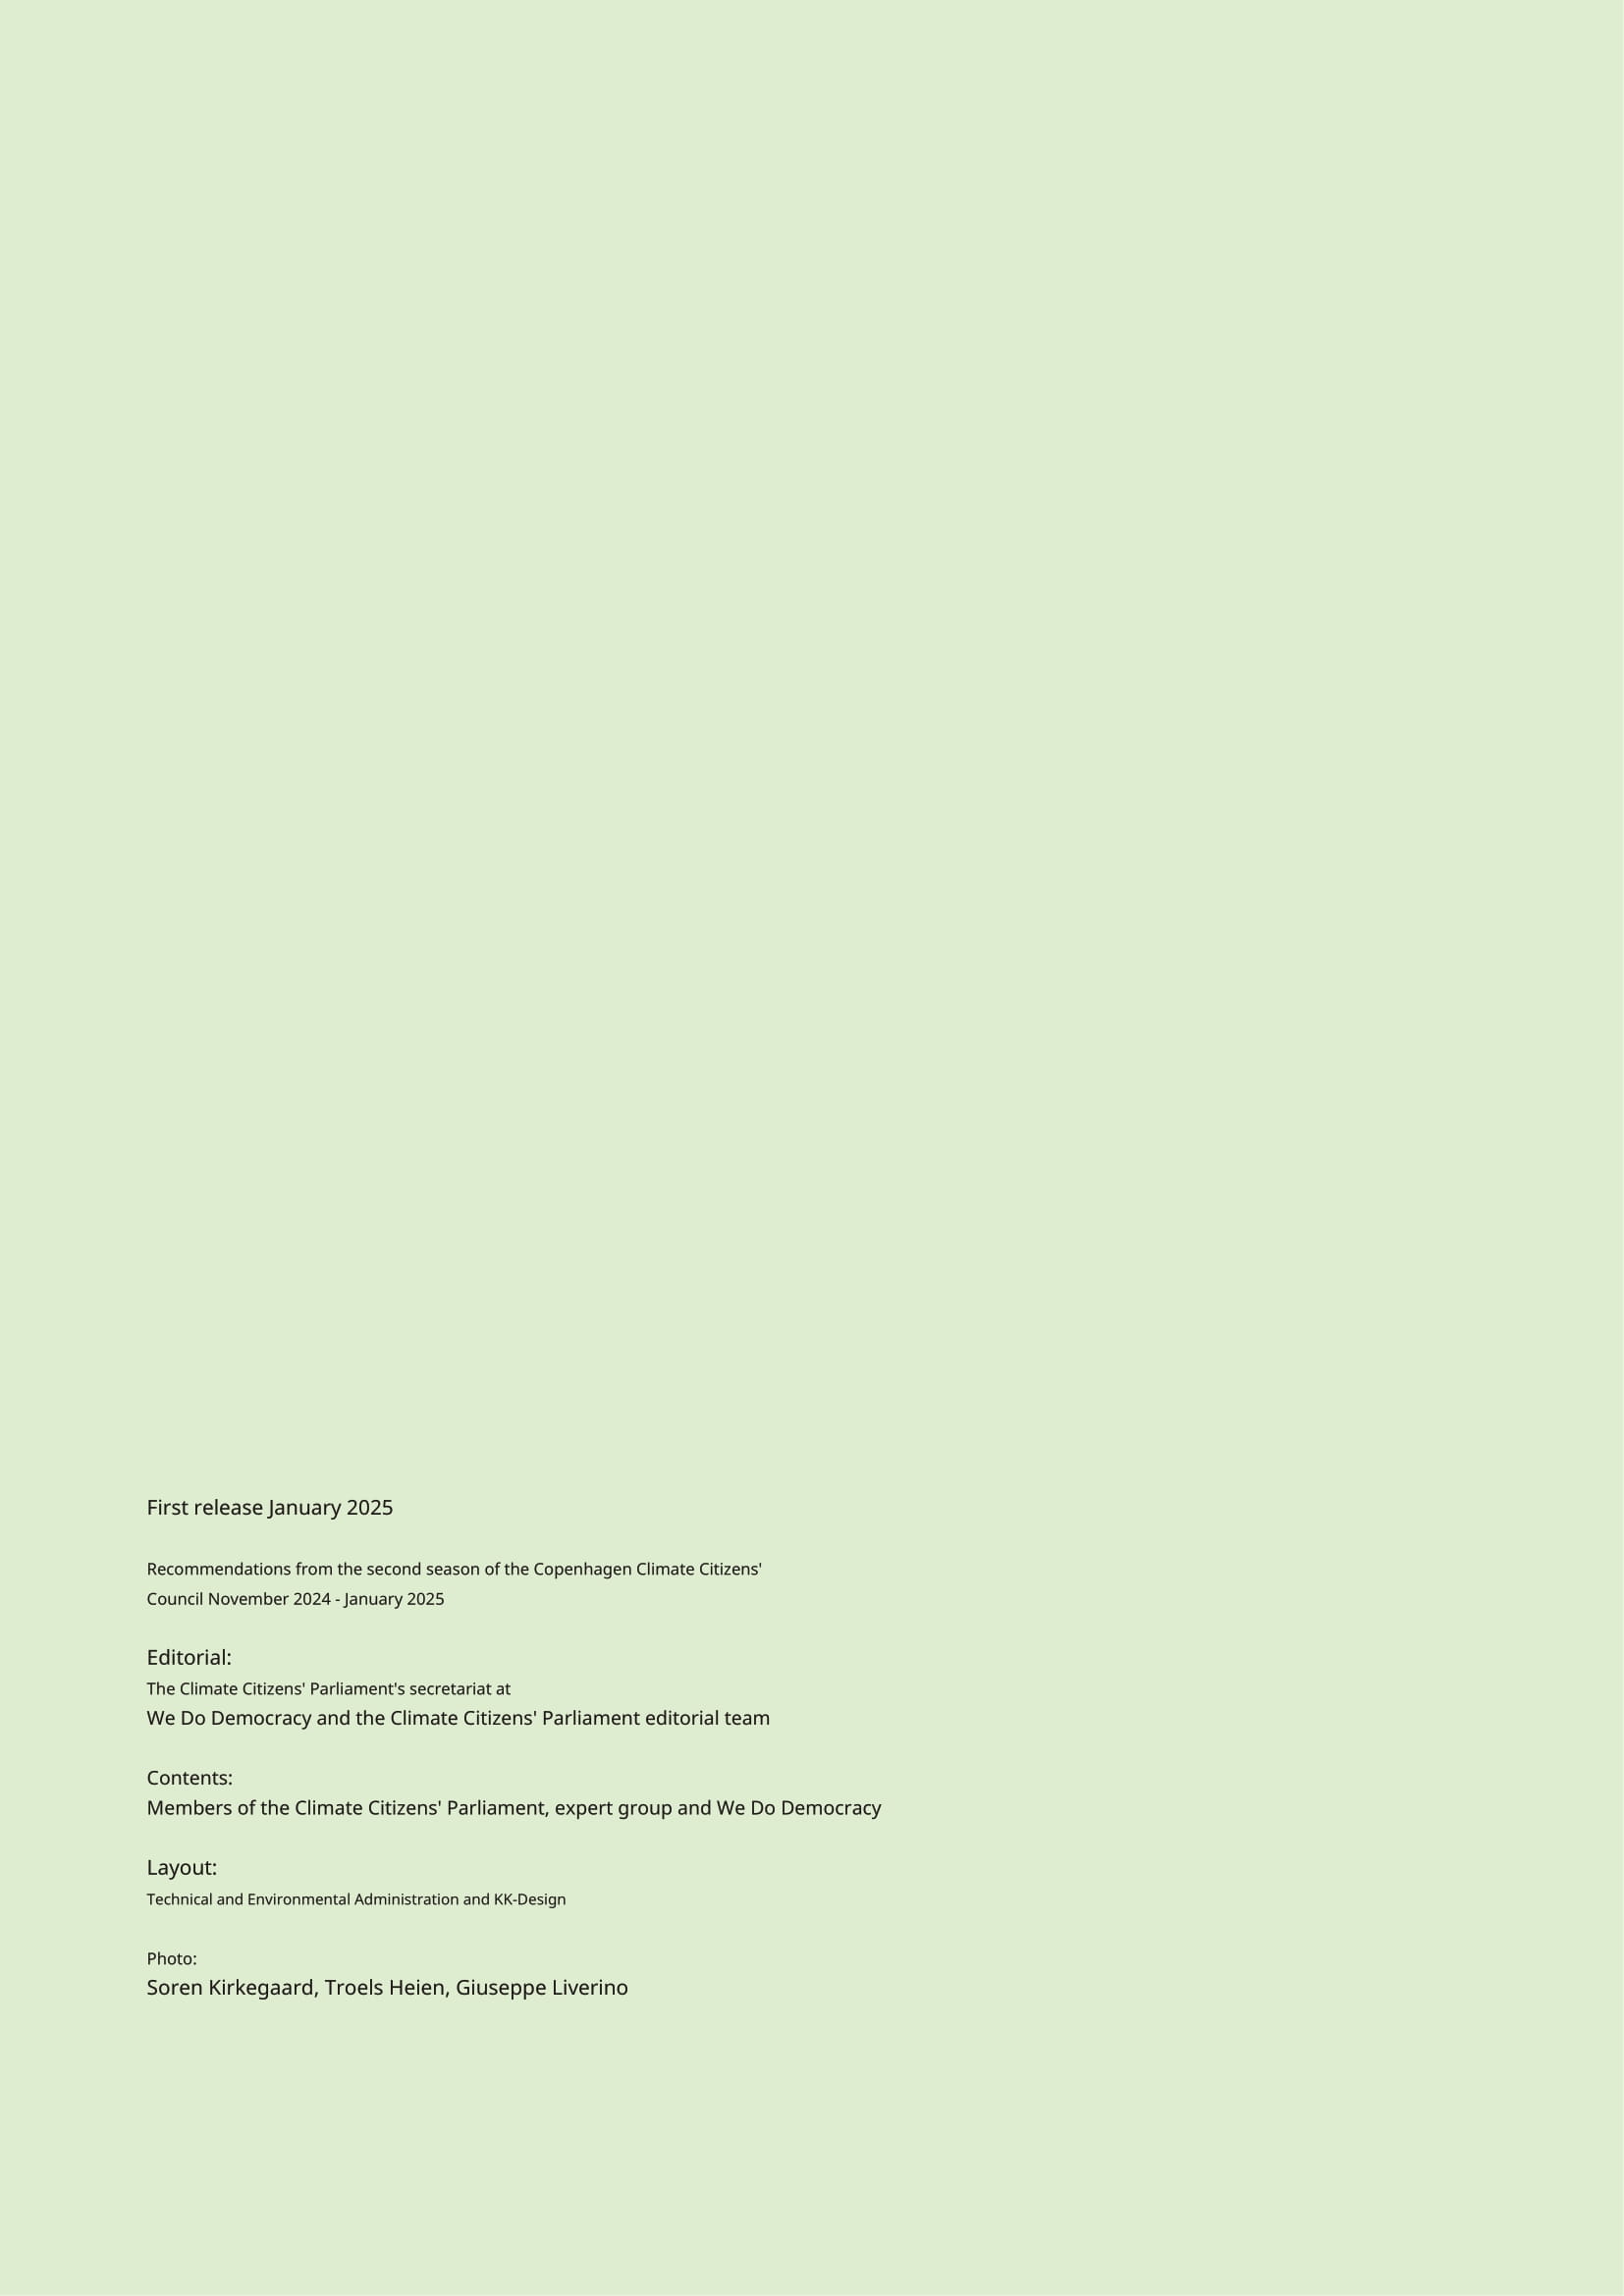 First release January 2025
Recommendations from the second season of the Copenhagen Climate Citizens'
Council November 2024 - January 2025
Editorial:
The Climate Citizens' Parliament's secretariat at
We Do Democracy and the Climate Citizens' Parliament editorial team
Contents:
Members of the Climate Citizens' Parliament, expert group and We Do Democracy
Layout:
Technical and Environmental Administration and KK-Design
Photo:
Soren Kirkegaard, Troels Heien, Giuseppe Liverino